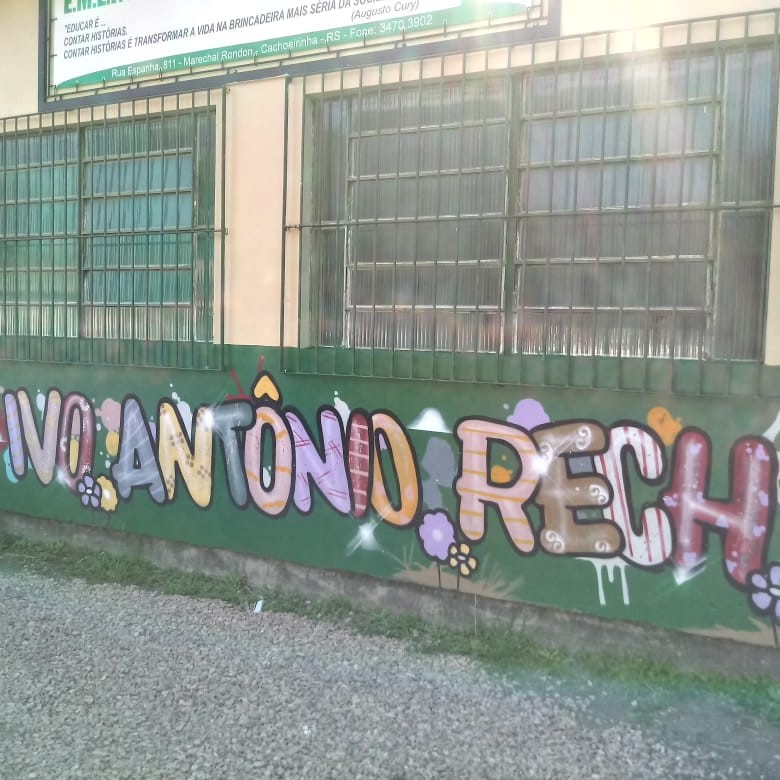 E.M.E.I.
"EDUCAR É ...
CONTAR HISTÓRIAS.
CONTAR HISTÓRIAS É TRANSFORMAR A VIDA NA BRINCADEIRA MAIS SÉRIA DA
(Augusto Cury)
Rua Espanha, 811 - Marechal Rondon - Cachoeirinha - RS - Fone: 3470.3902
IVO ANTÔNIO RECH